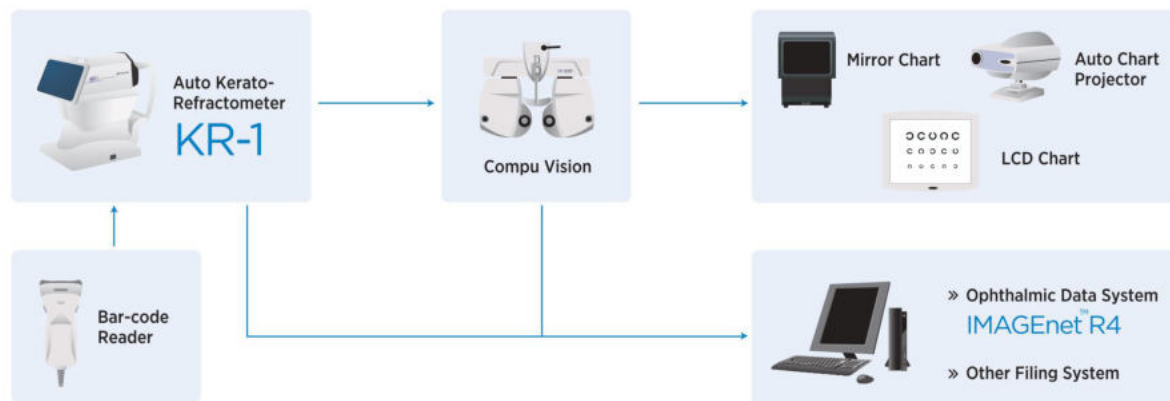 Auto Kerato-
Refractometer
KR-1
Compu Vision
Mirror Chart
Auto Chart
Projector
LCD Chart
Bar-code
Reader
» Ophthalmic Data System
IMAGEnet™ R4
» Other Filing System